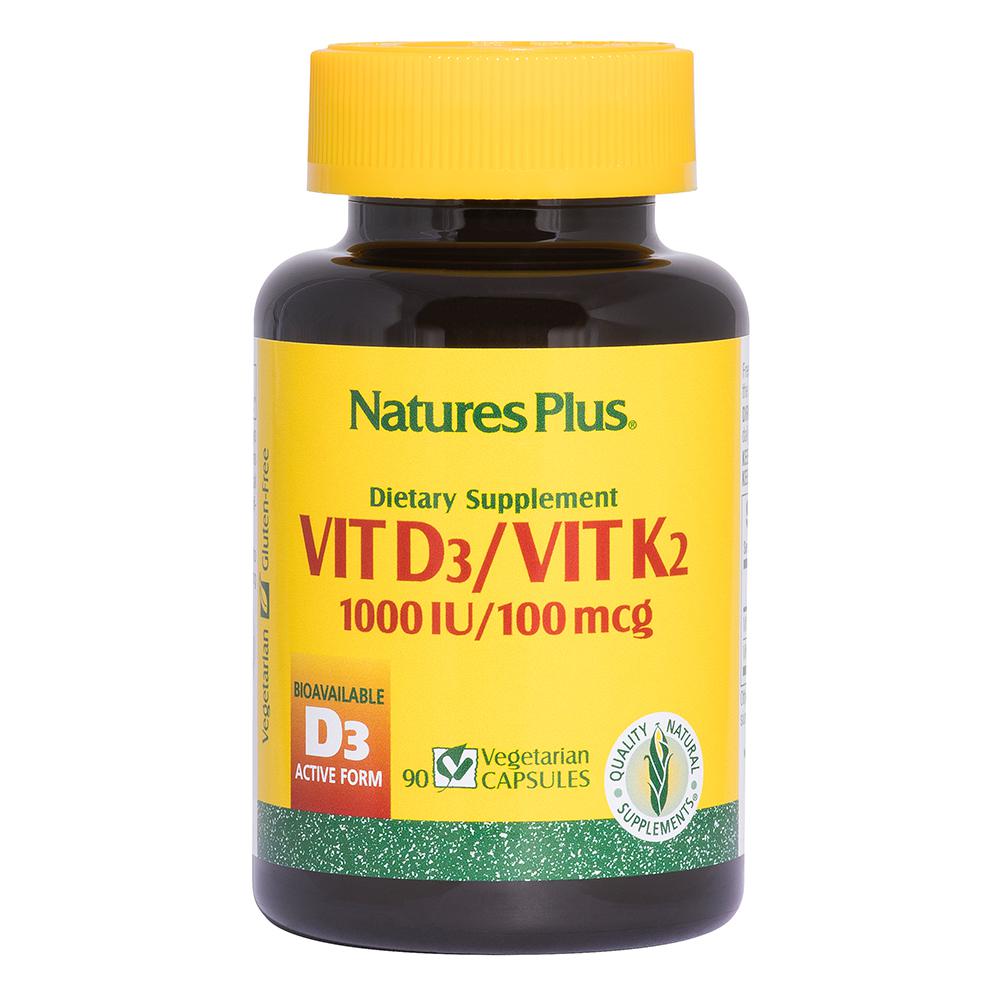 NaturesPlus®
Dietary Supplement
VIT D3/VIT K2
1000 IU/100 mcg
BIOAVAILABLE
D3
ACTIVE FORM
90 Vegetarian
CAPSULES
QUALITY NATURAL
SUPPLEMENTS®
Vegetarian Gluten-Free